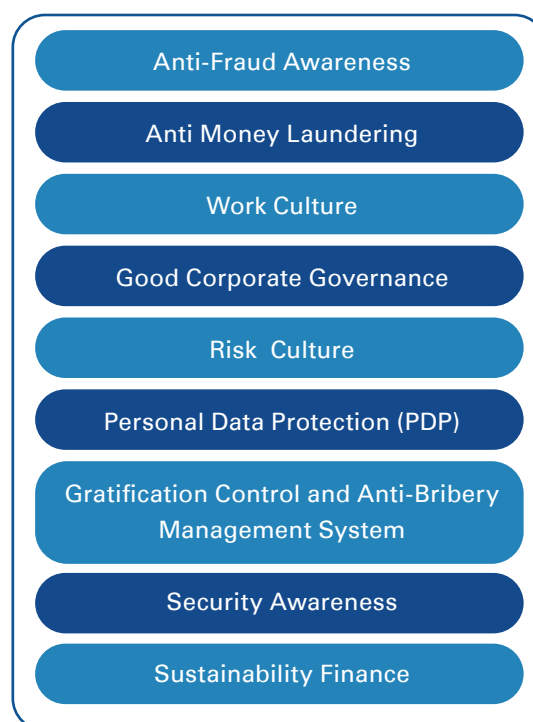 Anti-Fraud Awareness
Anti Money Laundering
Work Culture
Good Corporate Governance
Risk Culture
Personal Data Protection (PDP)
Gratification Control and Anti-Bribery
Management System
Security Awareness
Sustainability Finance